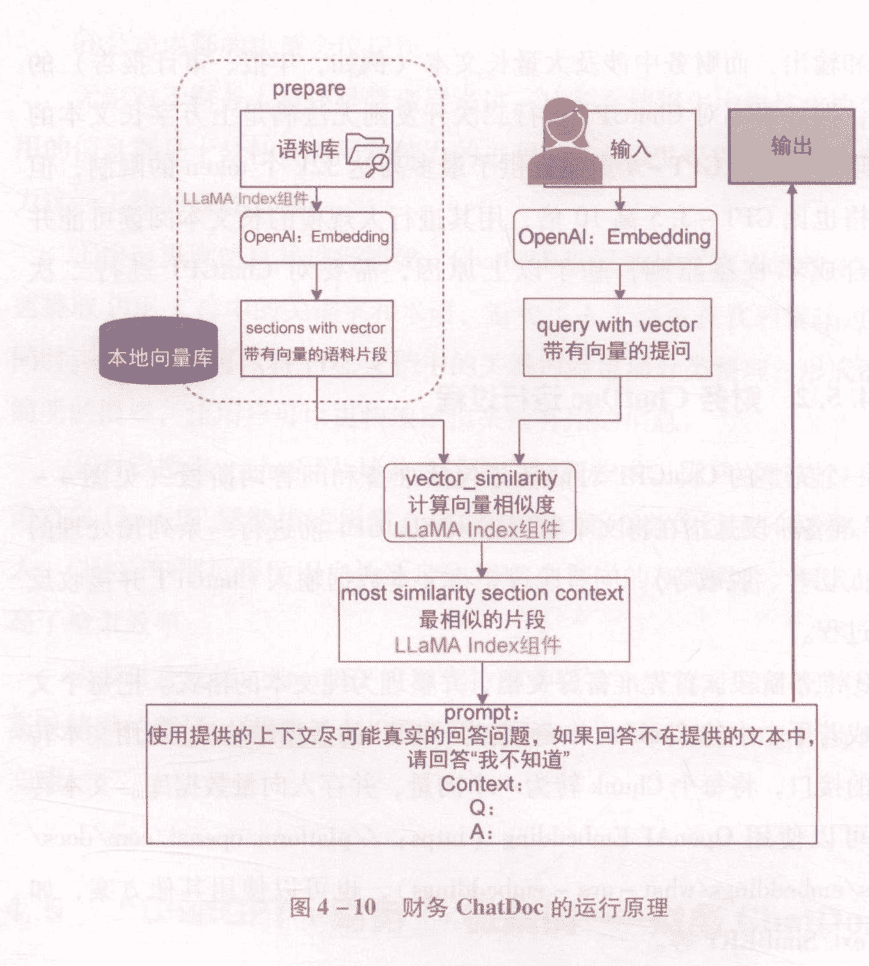 prepare
语料库
LLaMA Index组件
OpenAI：Embedding
sections with vector
带有向量的语料片段
本地向量库
输入
OpenAI：Embedding
query with vector
带有向量的提问
输出
vector_similarity
计算向量相似度
LLaMA Index组件
most similarity section context
最相似的片段
LLaMA Index组件
prompt：
使用提供的上下文尽可能真实的回答问题，如果回答不在提供的文本中，
请回答“我不知道”
Context：
Q：
A：
图 4－10 财务 ChatDoc 的运行原理